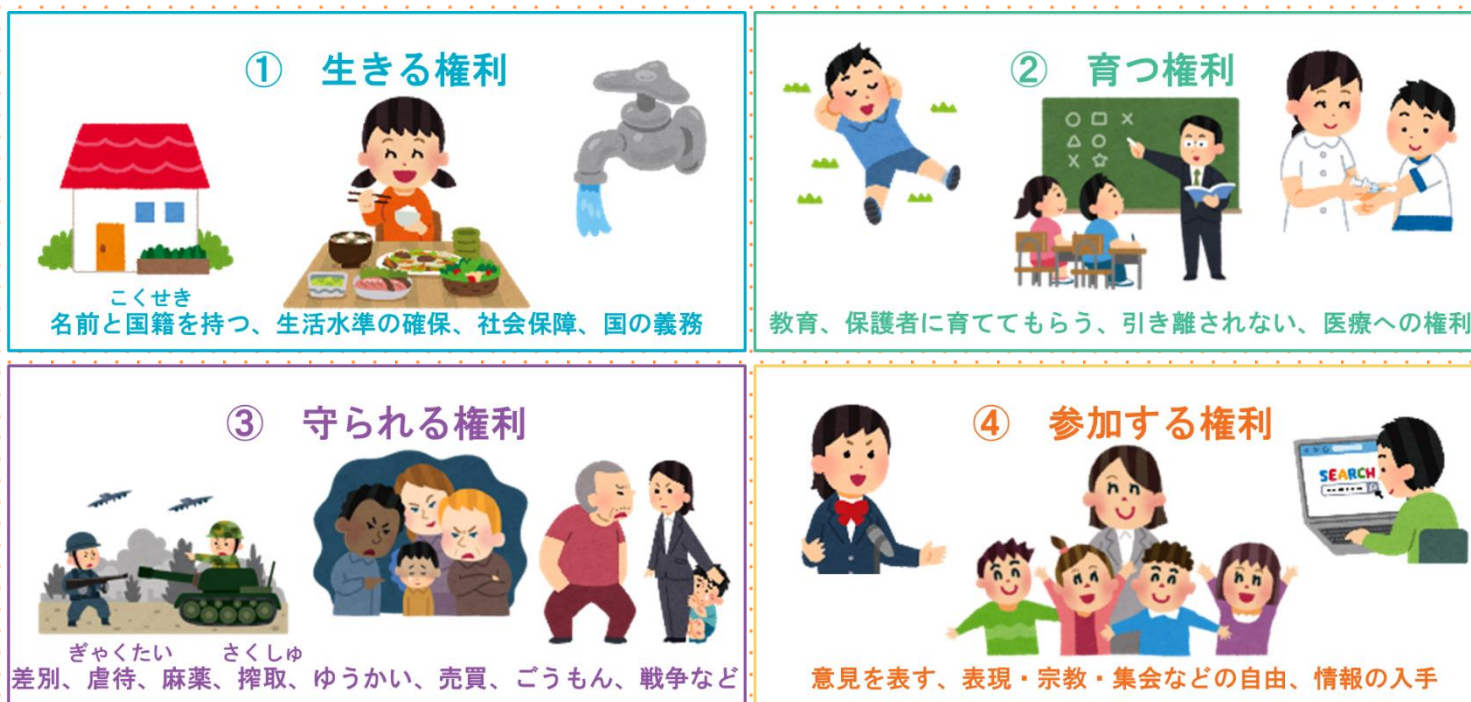 ① 生きる権利
こくせき
名前と国籍を持つ、生活水準の確保、社会保障、国の義務
② 育つ権利
教育、保護者に育ててもらう、引き離されない、医療への権利
③ 守られる権利
ぎゃくたい さくしゅ
差別、虐待、麻薬、搾取、ゆうかい、売買、ごうもん、戦争など
④ 参加する権利
SEARCH
意見を表す、表現・宗教・集会などの自由、情報の入手